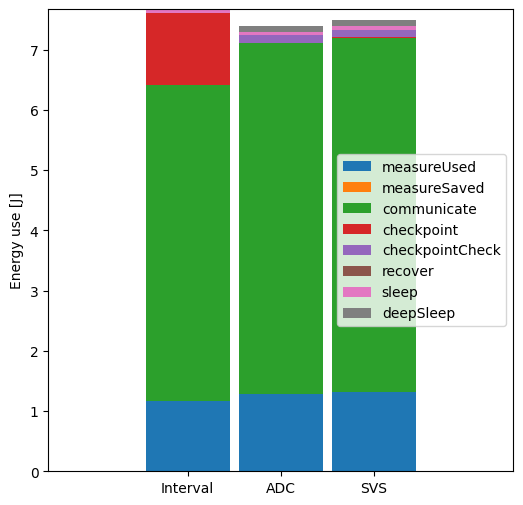 7
6
5
4
3
2
1
0
Energy use [J]
measureUsed
measureSaved
communicate
checkpoint
checkpointCheck
recover
sleep
deepSleep
Interval ADC SVS